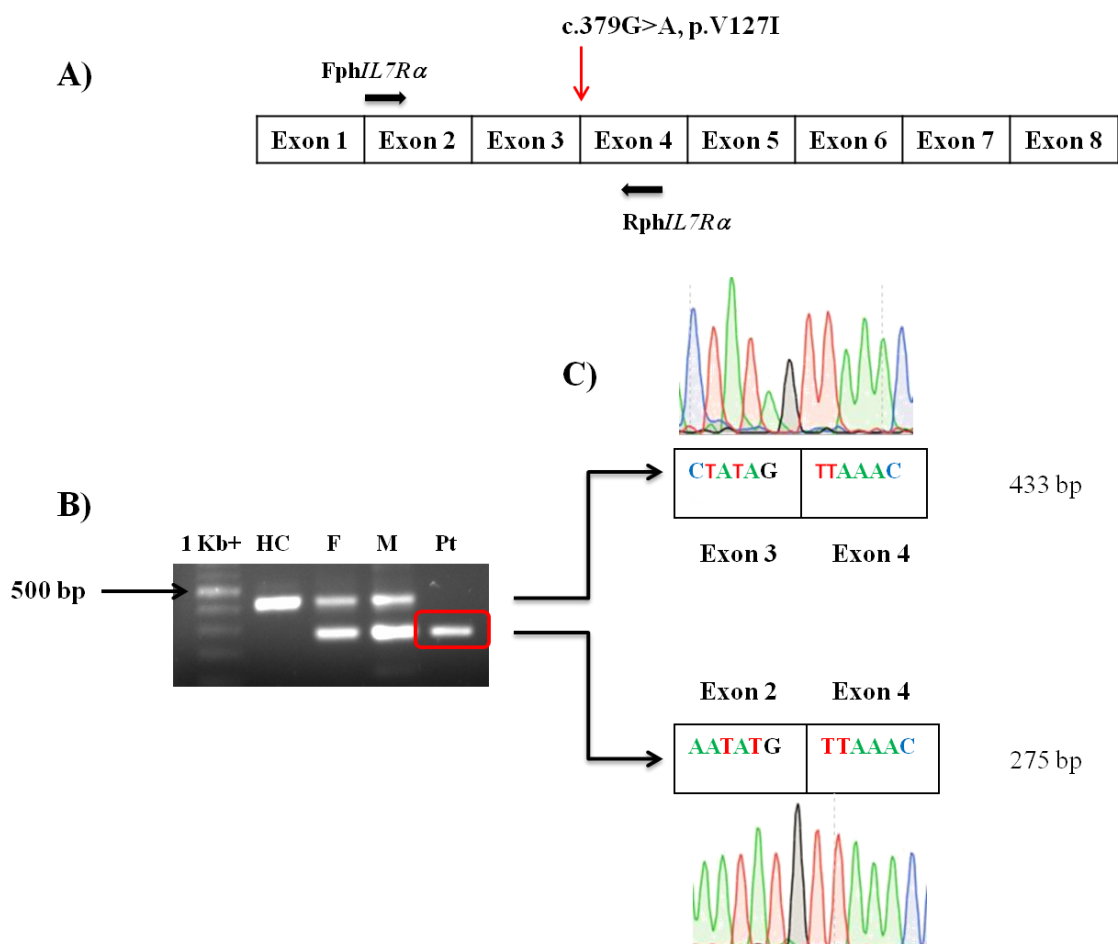 c.379G>A, p.V127I
A)
FphIL7Rα
Exon 1 Exon 2 Exon 3 Exon 4 Exon 5 Exon 6 Exon 7 Exon 8
RphIL7Rα
C)
CTATAG TTAAAC
433 bp
Exon 3 Exon 4
B)
1 Kb+ HC F M Pt
500 bp
Exon 2 Exon 4
AATATG TTAAAC
275 bp